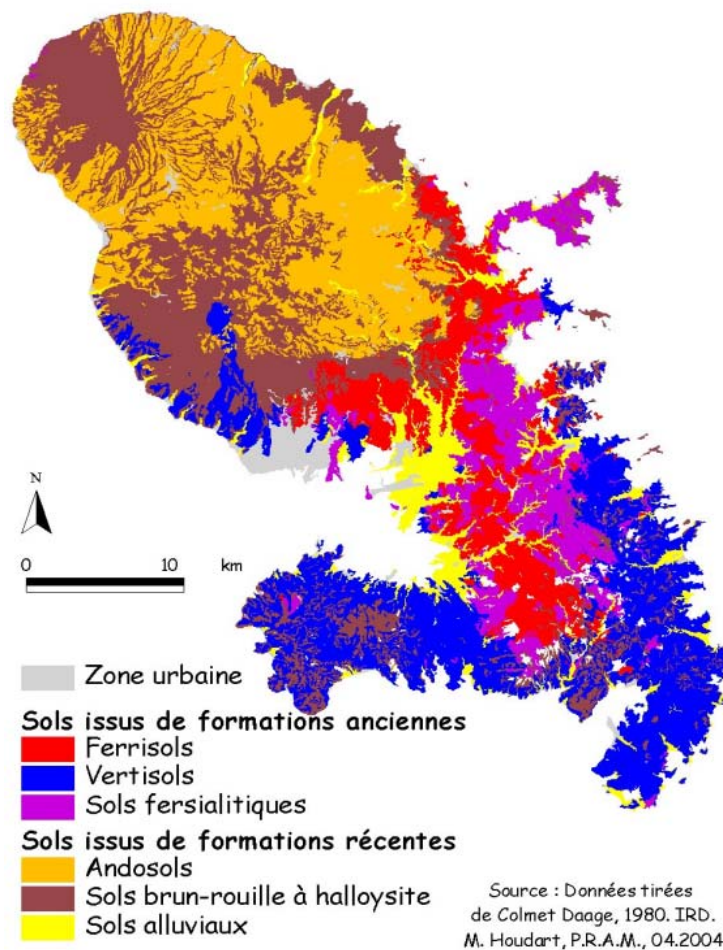 N
0 10 km
Zone urbaine
Sols issus de formations anciennes
Ferrisols
Vertisols
Sols fersialitiques
Sols issus de formations récentes
Andosols
Sols brun-rouille à halloysite
Sols alluviaux
Source : Données tirées
de Colmet Daage, 1980. IRD.
M. Houdart, P.R.A.M., 04.2004